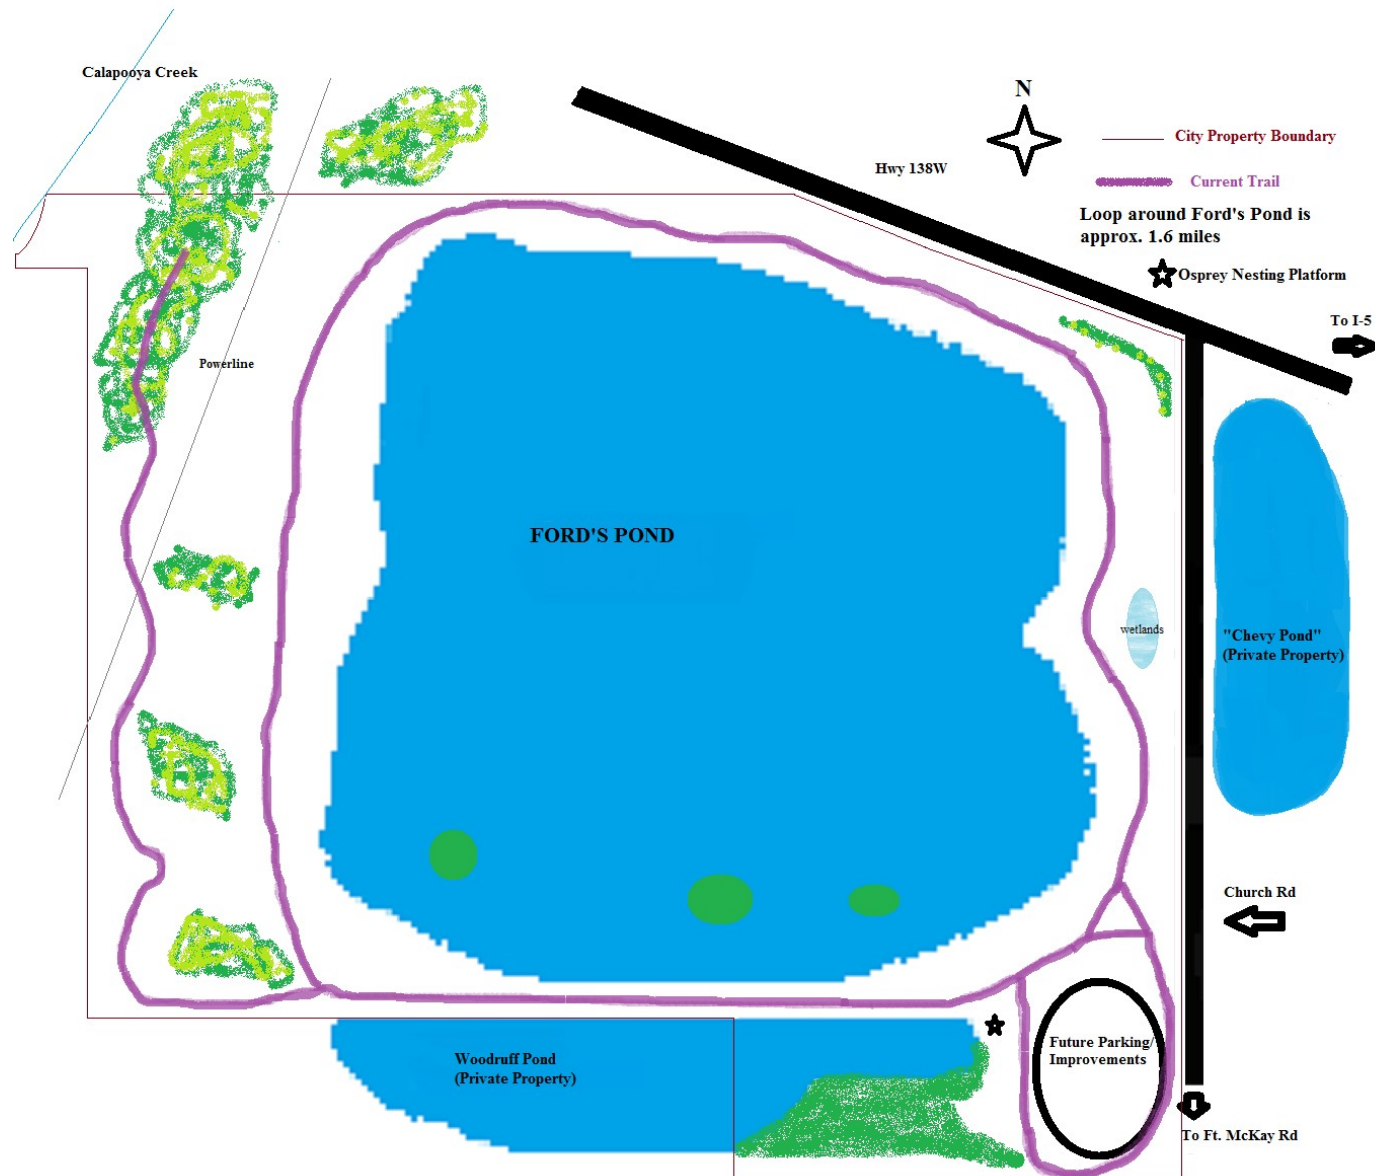 Calapooya Creek
N
Hwy 138W
City Property Boundary
Current Trail
Loop around Ford's Pond is
approx. 1.6 miles
Osprey Nesting Platform
To I-5
Powerline
FORD'S POND
wetlands
"Chevy Pond"
(Private Property)
Church Rd
Woodruff Pond
(Private Property)
Future Parking/
Improvements
To Ft. McKay Rd